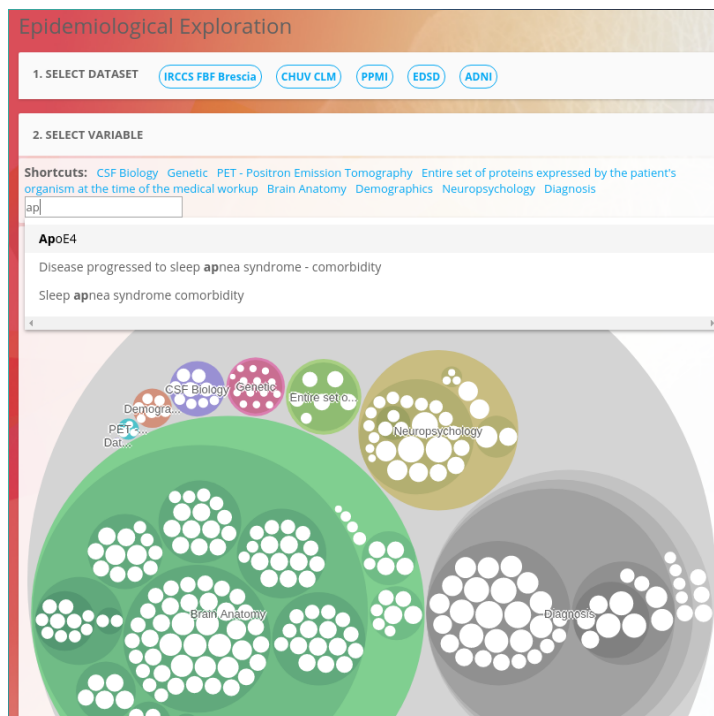 Epidemiological Exploration
1. SELECT DATASET IRCCS FBF Brescia CHUV CLM PPMI EDSD ADNI
2. SELECT VARIABLE
Shortcuts: CSF Biology Genetic PET - Positron Emission Tomography Entire set of proteins expressed by the patient's
organism at the time of the medical workup Brain Anatomy Demographics Neuropsychology Diagnosis
ap
ApoE4
Disease progressed to sleep apnea syndrome - comorbidity
Sleep apnea syndrome comorbidity
CSF Biology
Genetic
Entire set o...
Demogra...
PET -...
Dat...
Neuropsychology
Brain Anatomy
Diagnosis